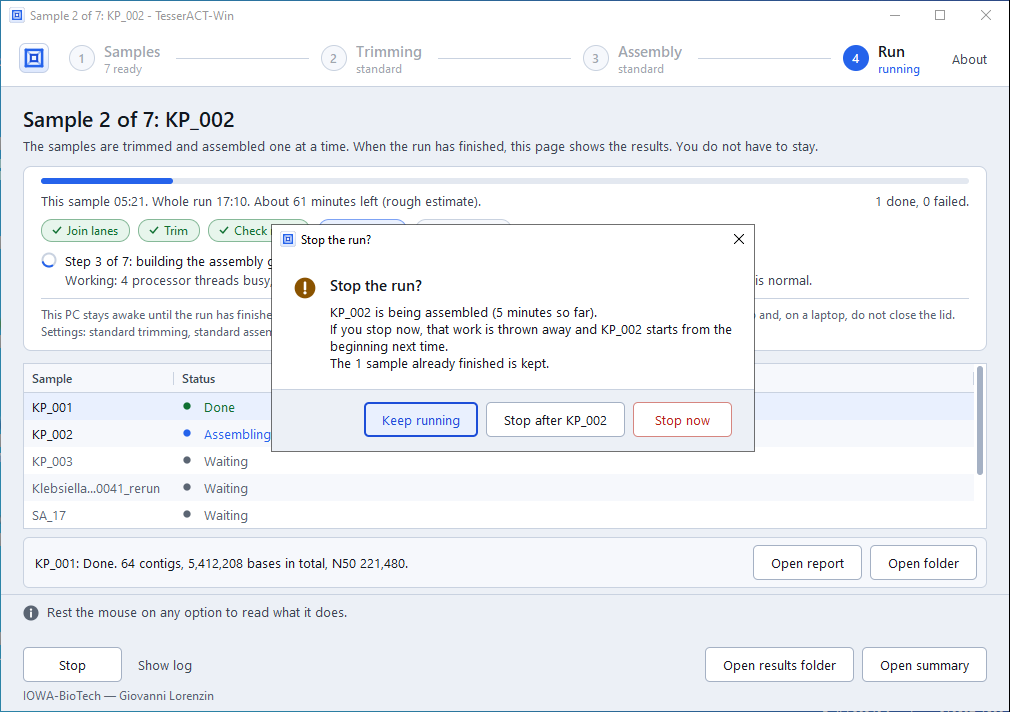 Sample 2 of 7: KP_002 - TesserACT-Win
1 Samples
7 ready
2 Trimming
standard
3 Assembly
standard
4 Run
running
About
Sample 2 of 7: KP_002
The samples are trimmed and assembled one at a time. When the run has finished, this page shows the results. You do not have to stay.
This sample 05:21. Whole run 17:10. About 61 minutes left (rough estimate).
1 done, 0 failed.
Join lanes
Trim
Check
Step 3 of 7: building the assembly g
Working: 4 processor threads busy,
is normal.
This PC stays awake until the run has finishe
and, on a laptop, do not close the lid.
Settings: standard trimming, standard assem
Stop the run?
Stop the run?
KP_002 is being assembled (5 minutes so far).
If you stop now, that work is thrown away and KP_002 starts from the
beginning next time.
The 1 sample already finished is kept.
Keep running
Stop after KP_002
Stop now
Sample Status
KP_001 Done
KP_002 Assembling
KP_003 Waiting
Klebsiella...0041_rerun Waiting
SA_17 Waiting
KP_001: Done. 64 contigs, 5,412,208 bases in total, N50 221,480.
Open report
Open folder
Rest the mouse on any option to read what it does.
Stop
Show log
Open results folder
Open summary
IOWA-BioTech — Giovanni Lorenzin